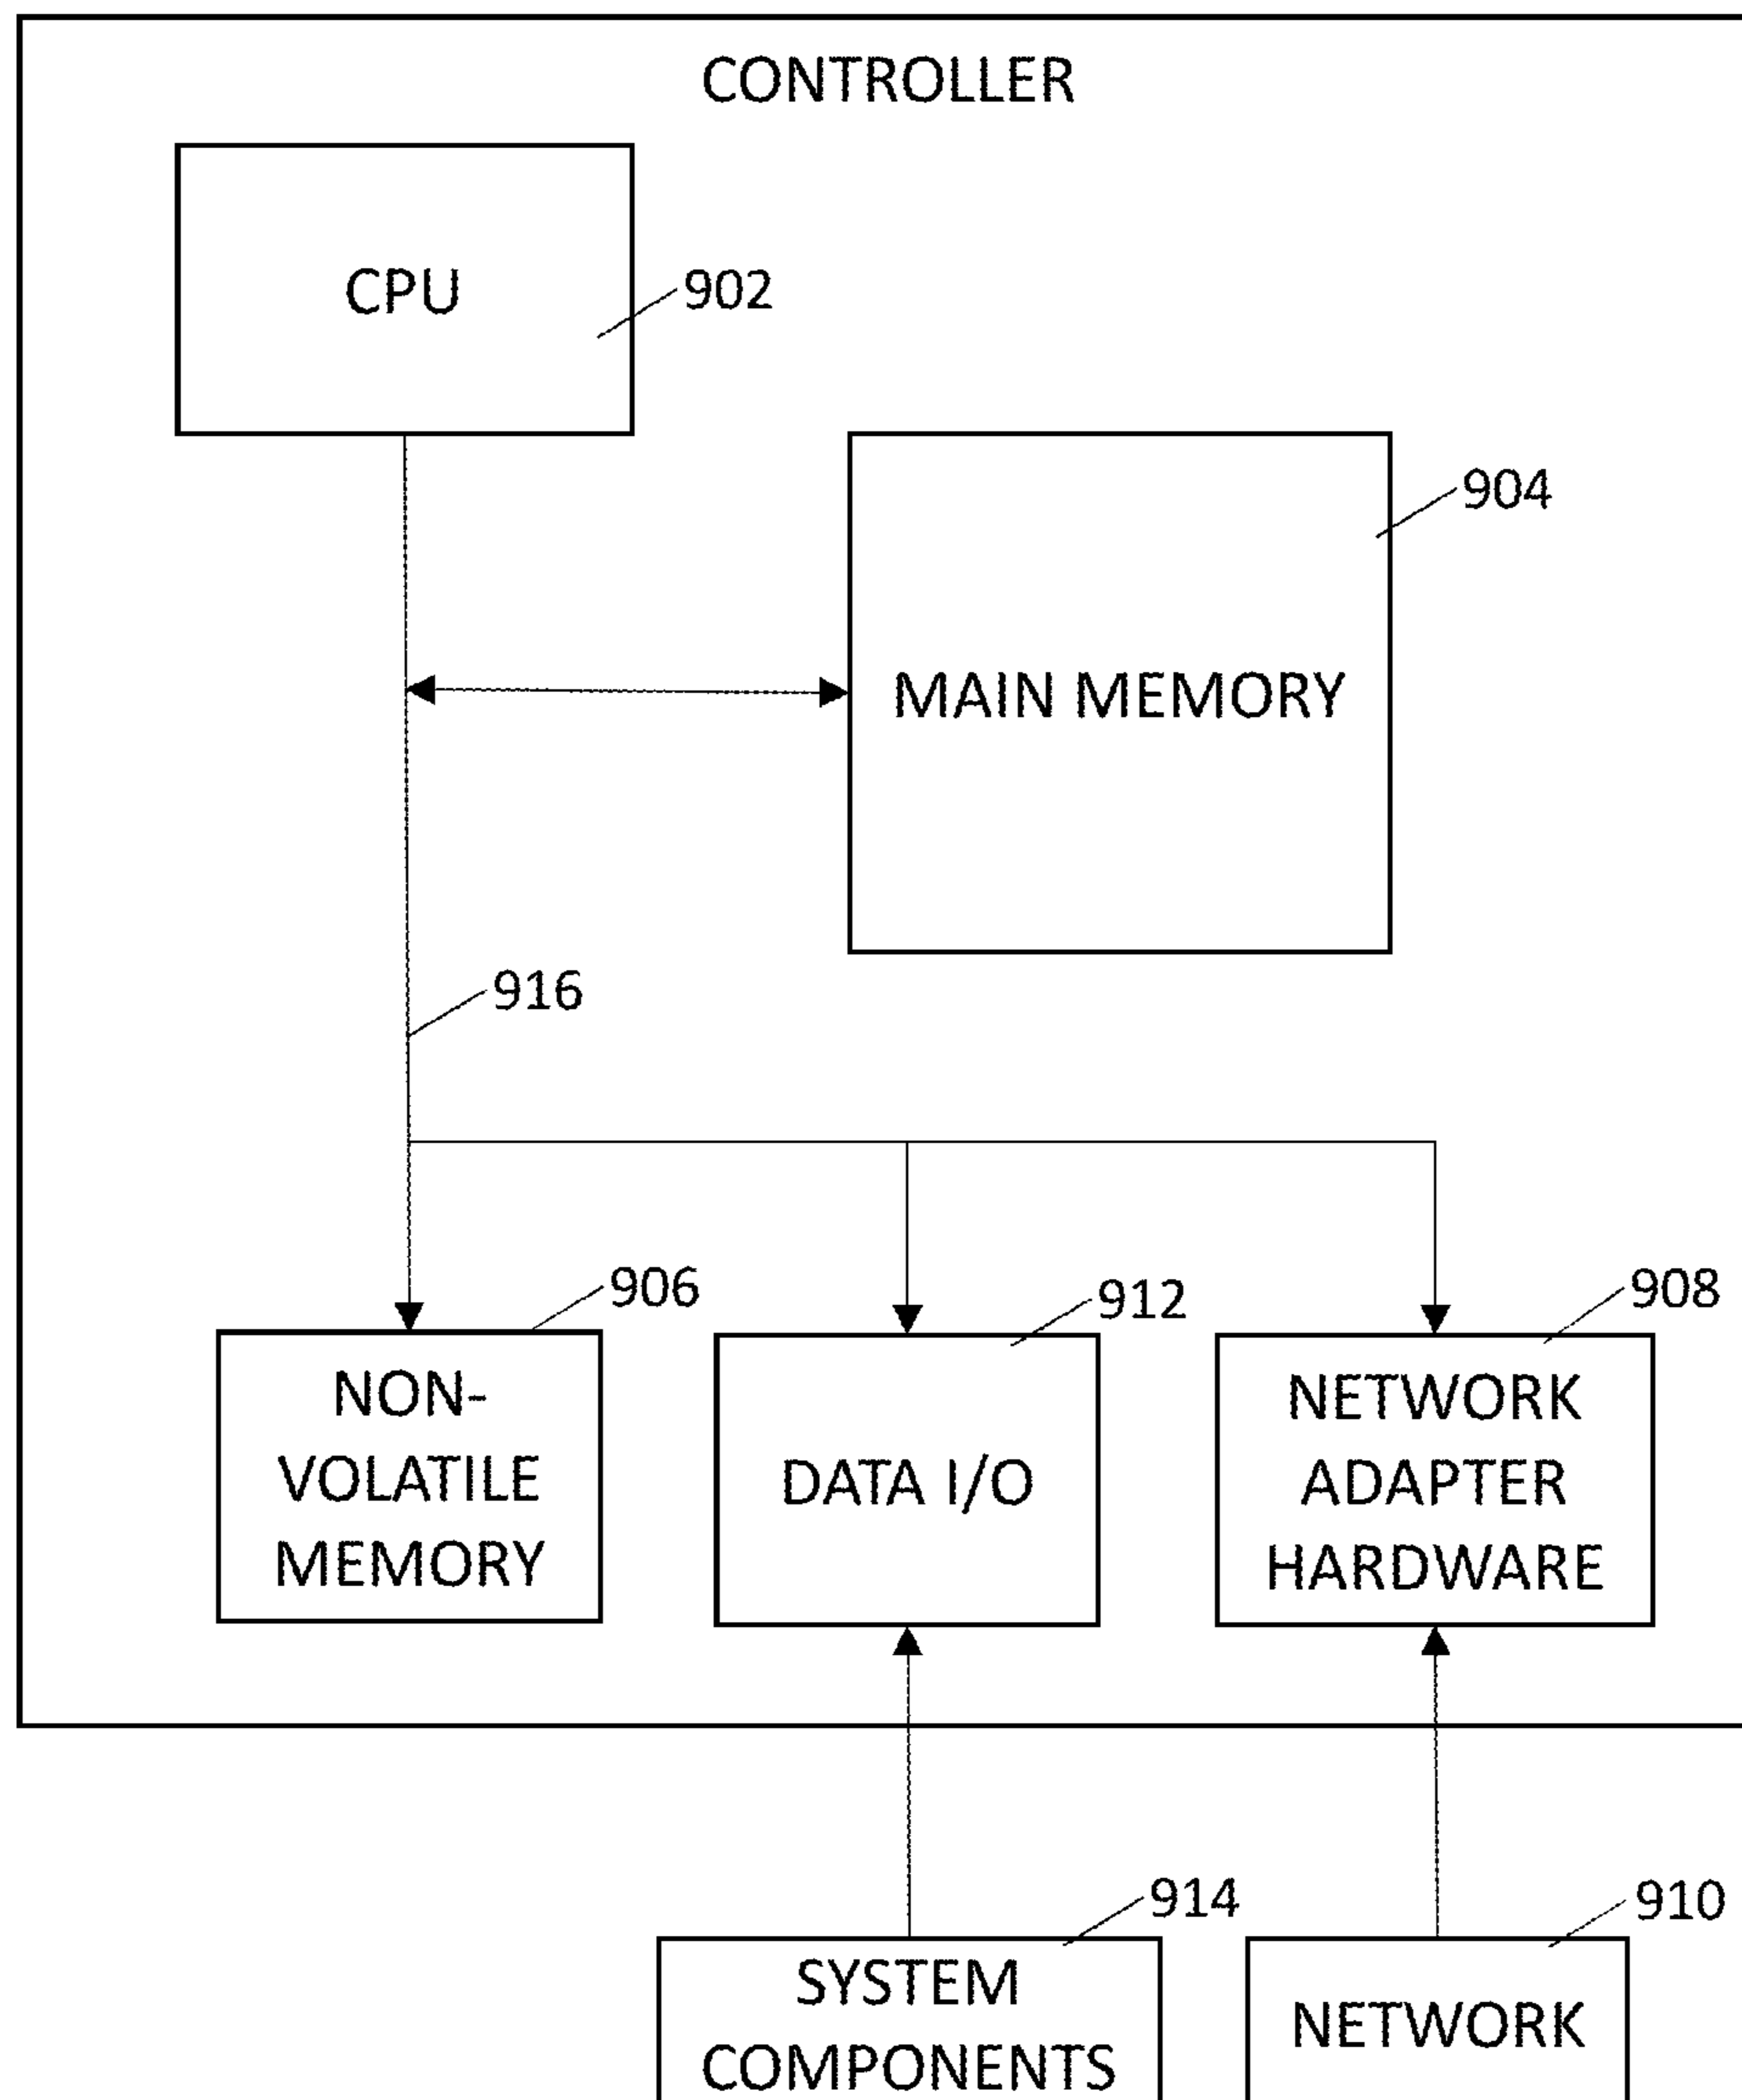 CONTROLLER
CPU
902
904
MAIN MEMORY
916
906
912
908
NON-
VOLATILE
MEMORY
DATA I/O
NETWORK
ADAPTER
HARDWARE
914
910
SYSTEM
COMPONENTS
NETWORK